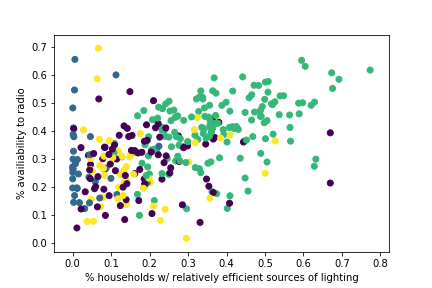 0.7
0.6
0.5
0.4
0.3
0.2
0.1
0.0
% availiability to radio
0.0 0.1 0.2 0.3 0.4 0.5 0.6 0.7 0.8
% households w/ relatively efficient sources of lighting